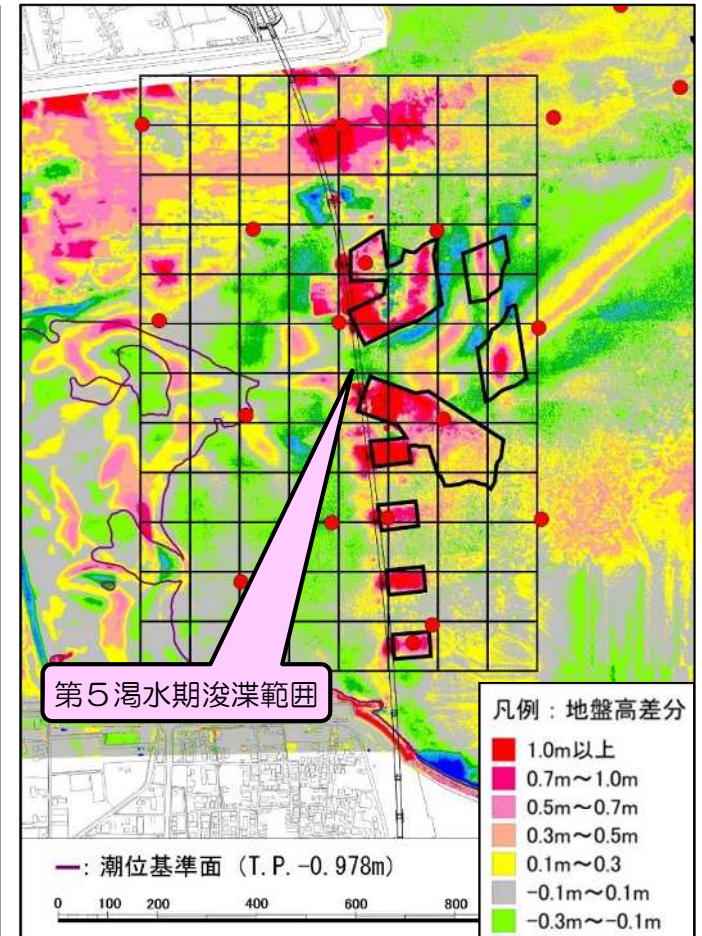 第5渇水期浚渫範囲
凡例：地盤高差分
1.0m以上
0.7m～1.0m
0.5m～0.7m
0.3m～0.5m
0.1m～0.3
-0.1m～0.1m
-0.3m～-0.1m
━: 潮位基準面 (T.P.-0.978m)
0 100 200 400 600 800